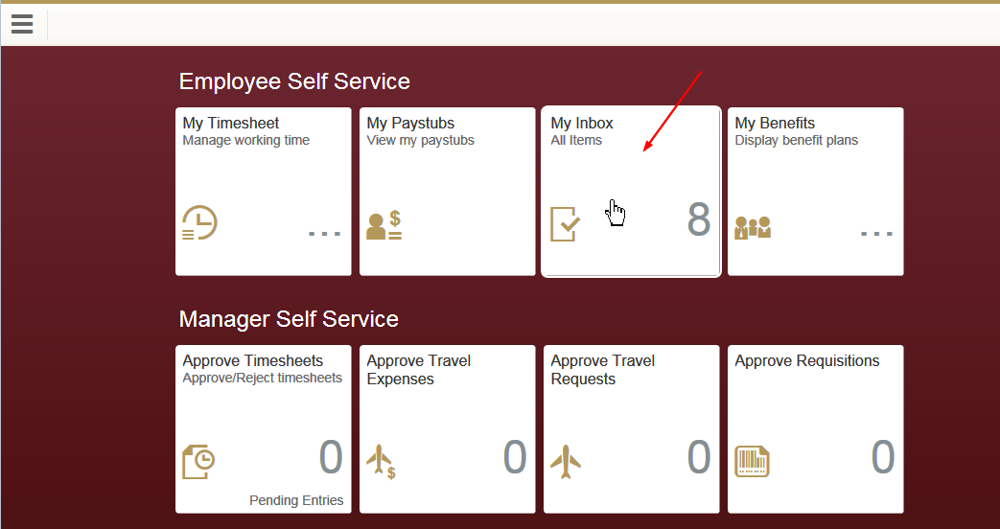 Employee Self Service
My Timesheet
Manage working time
...
My Paystubs
View my paystubs
$
My Inbox
All Items
8
My Benefits
Display benefit plans
...
Manager Self Service
Approve Timesheets
Approve/Reject timesheets
0
Pending Entries
Approve Travel
Expenses
$
0
Approve Travel
Requests
0
Approve Requisitions
0